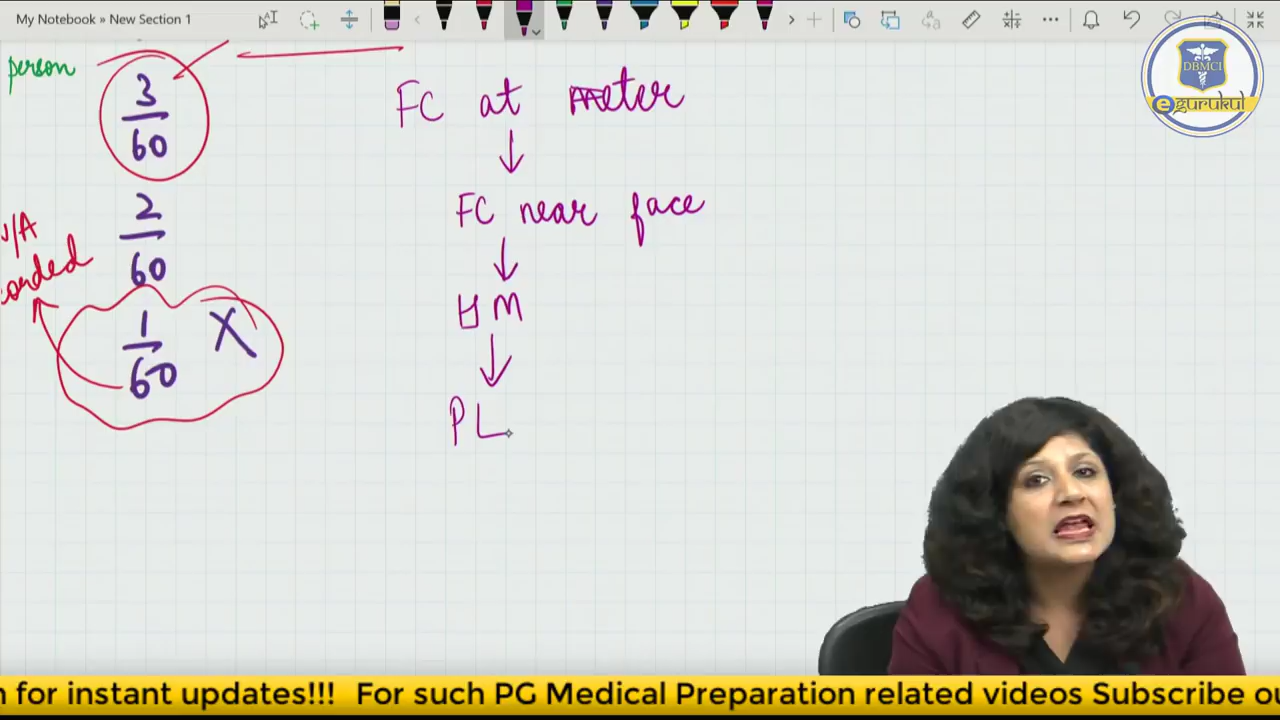 My Notebook » New Section 1
DBMCI
egurukul
person
3
60
FC at meter
FC near face
2
60
V/A
1
60
X
HM
PL
for instant updates!!! For such PG Medical Preparation related videos Subscribe